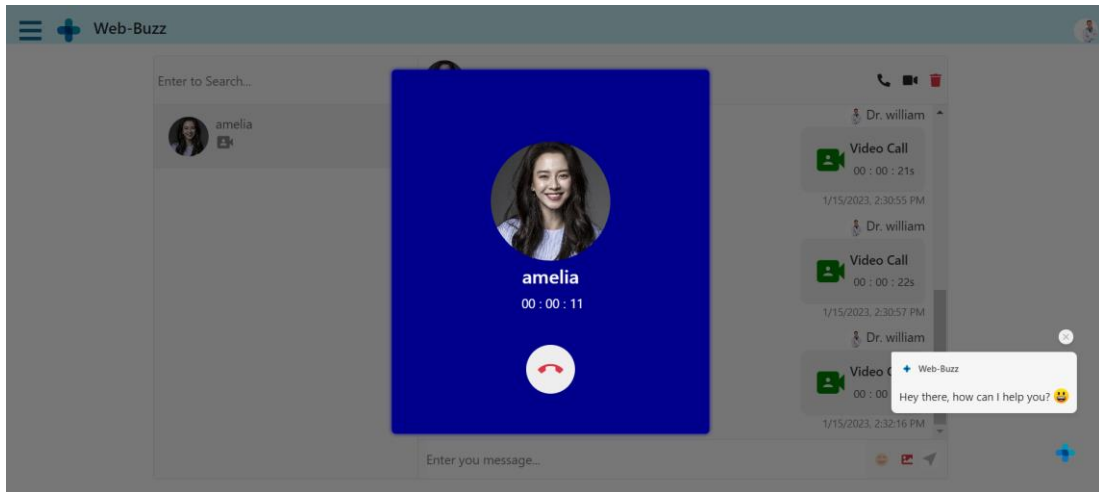 Web-Buzz
Enter to Search...
amelia
Dr. william
Video Call
00 : 00 : 21s
1/15/2023, 2:30:55 PM
Dr. william
Video Call
00 : 00 : 22s
1/15/2023, 2:30:57 PM
Dr. william
Video
00 : 00
1/15/2023, 2:32:16 PM
amelia
00 : 00 : 11
Web-Buzz
Hey there, how can I help you? 😃
Enter you message...